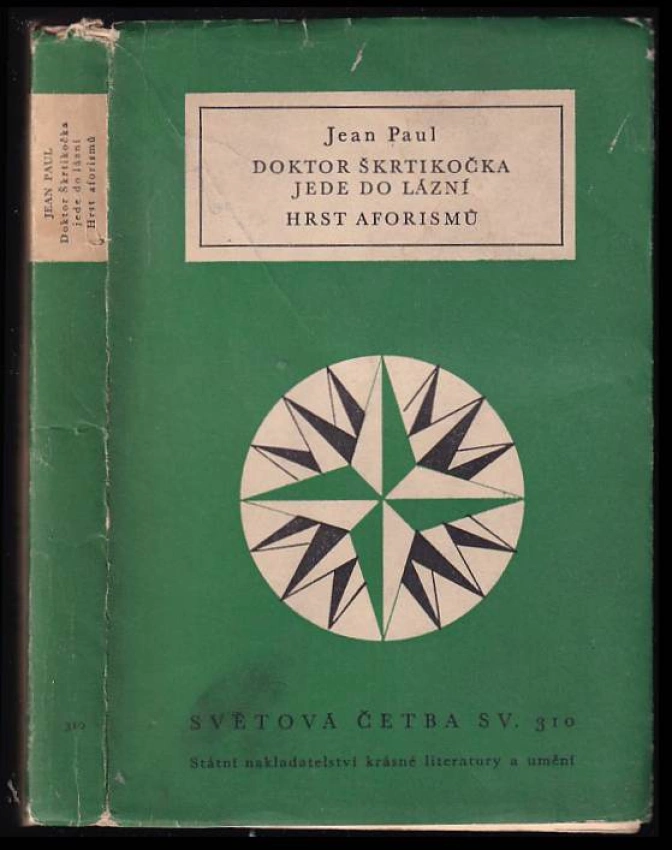 JEAN PAUL
Doktor Škrtikočka
jede do lázní
Hrst aforismů
310
Jean Paul
DOKTOR ŠKRTIKOČKA
JEDE DO LÁZNÍ
HRST AFORISMŮ
SVĚTOVÁ ČETBA SV. 310
Státní nakladatelství krásné literatury a umění